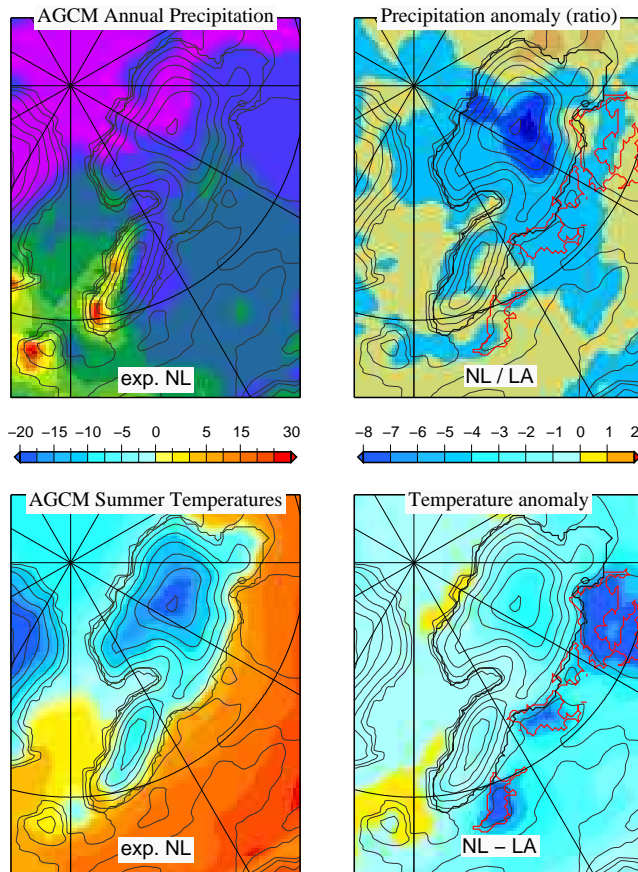 AGCM Annual Precipitation
Precipitation anomaly (ratio)
exp. NL
NL / LA
−20 −15 −10 −5 0 5 15 30
−8 −7 −6 −5 −4 −3 −2 −1 0 1 2
AGCM Summer Temperatures
Temperature anomaly
exp. NL
NL − LA